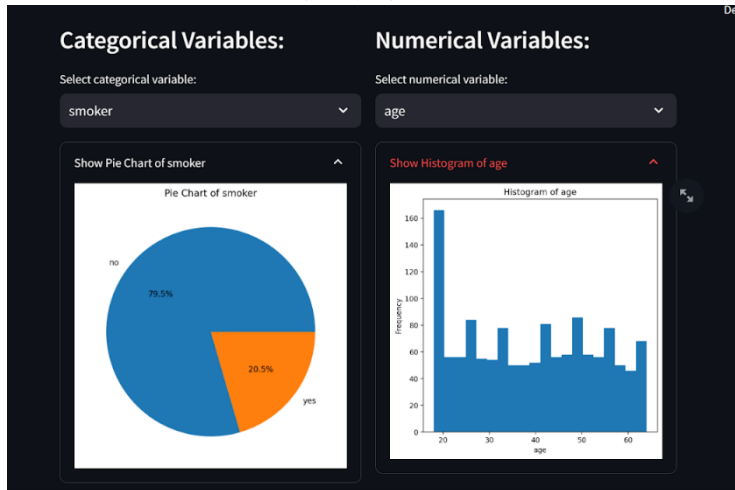 De
Categorical Variables:
Numerical Variables:
Select categorical variable:
Select numerical variable:
smoker
age
Show Pie Chart of smoker
Show Histogram of age
Pie Chart of smoker
no
79.5%
20.5%
yes
Histogram of age
160
140
120
100
80
60
40
20
0
Frequency
20
30
40
50
60
age